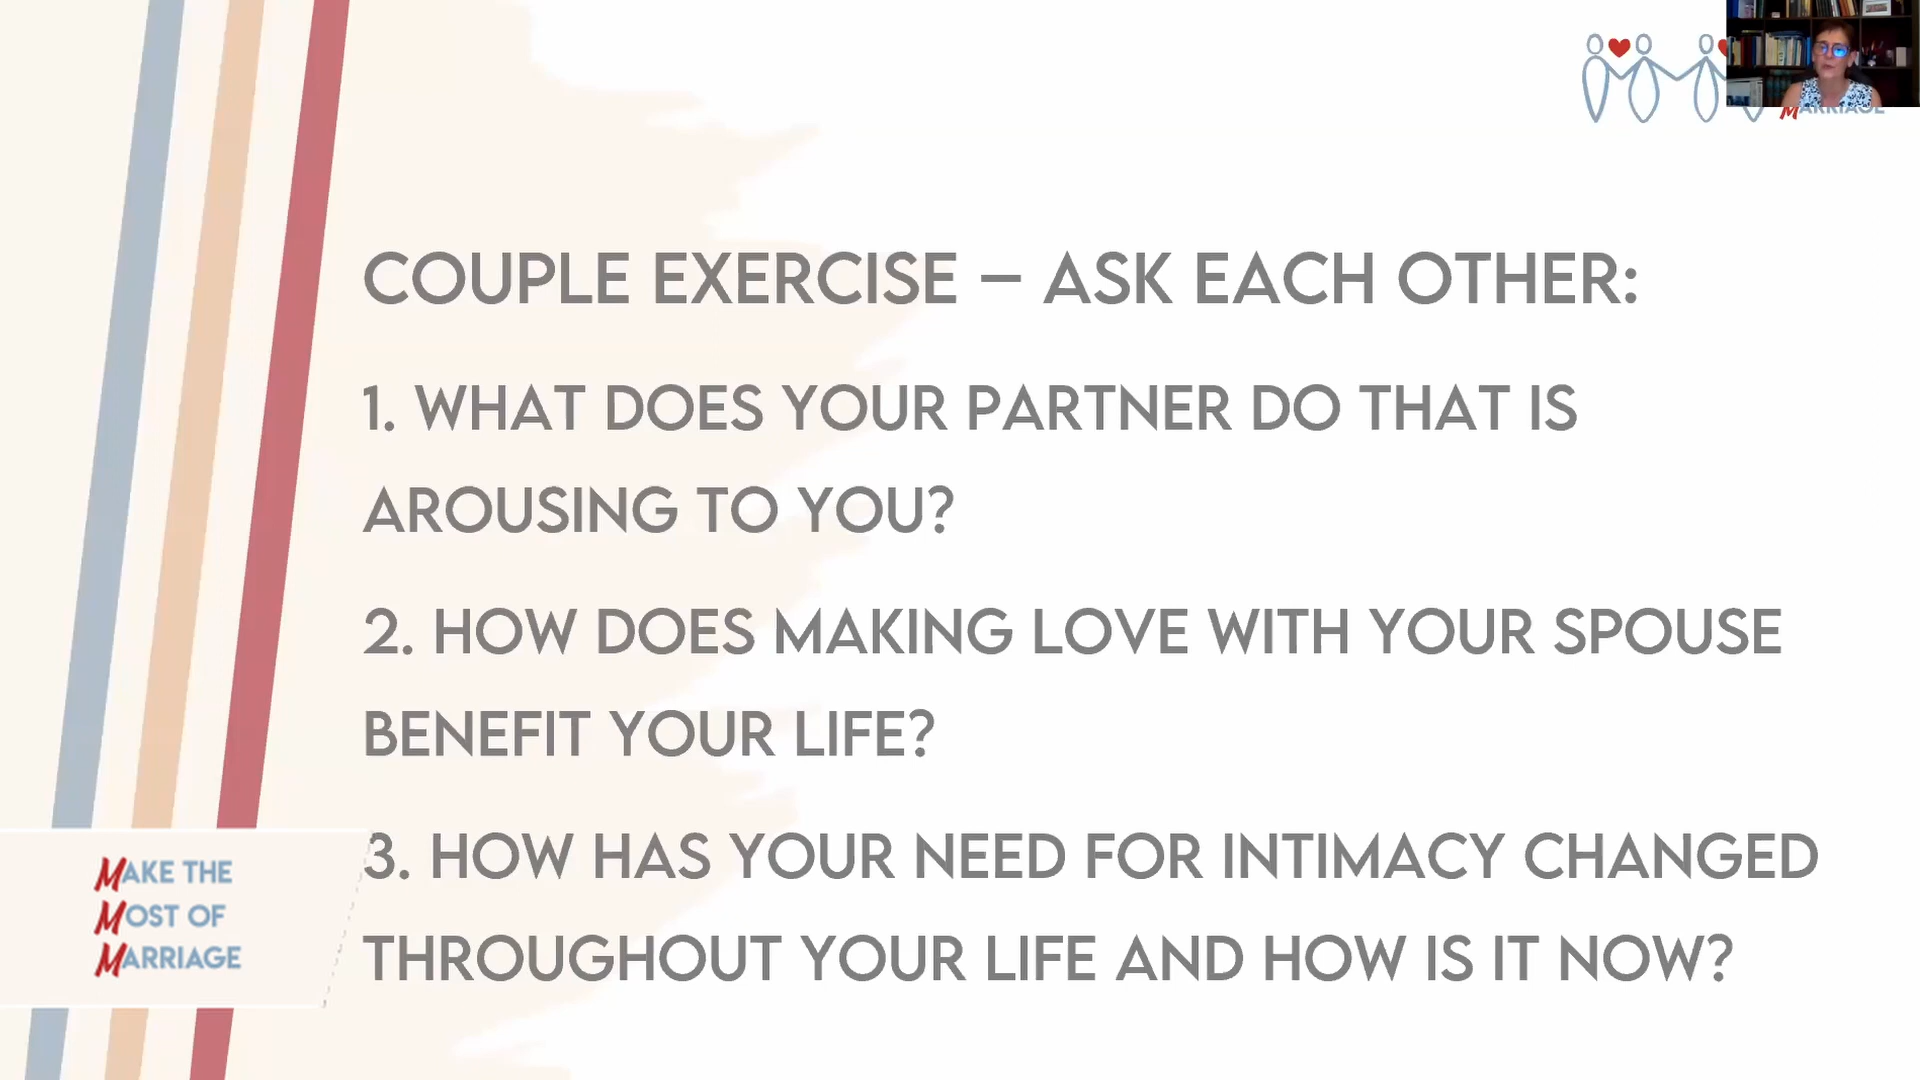 MARRIAGE
COUPLE EXERCISE – ASK EACH OTHER:
1. WHAT DOES YOUR PARTNER DO THAT IS
AROUSING TO YOU?
2. HOW DOES MAKING LOVE WITH YOUR SPOUSE
BENEFIT YOUR LIFE?
3. HOW HAS YOUR NEED FOR INTIMACY CHANGED
THROUGHOUT YOUR LIFE AND HOW IS IT NOW?
MAKE THE
MOST OF
MARRIAGE